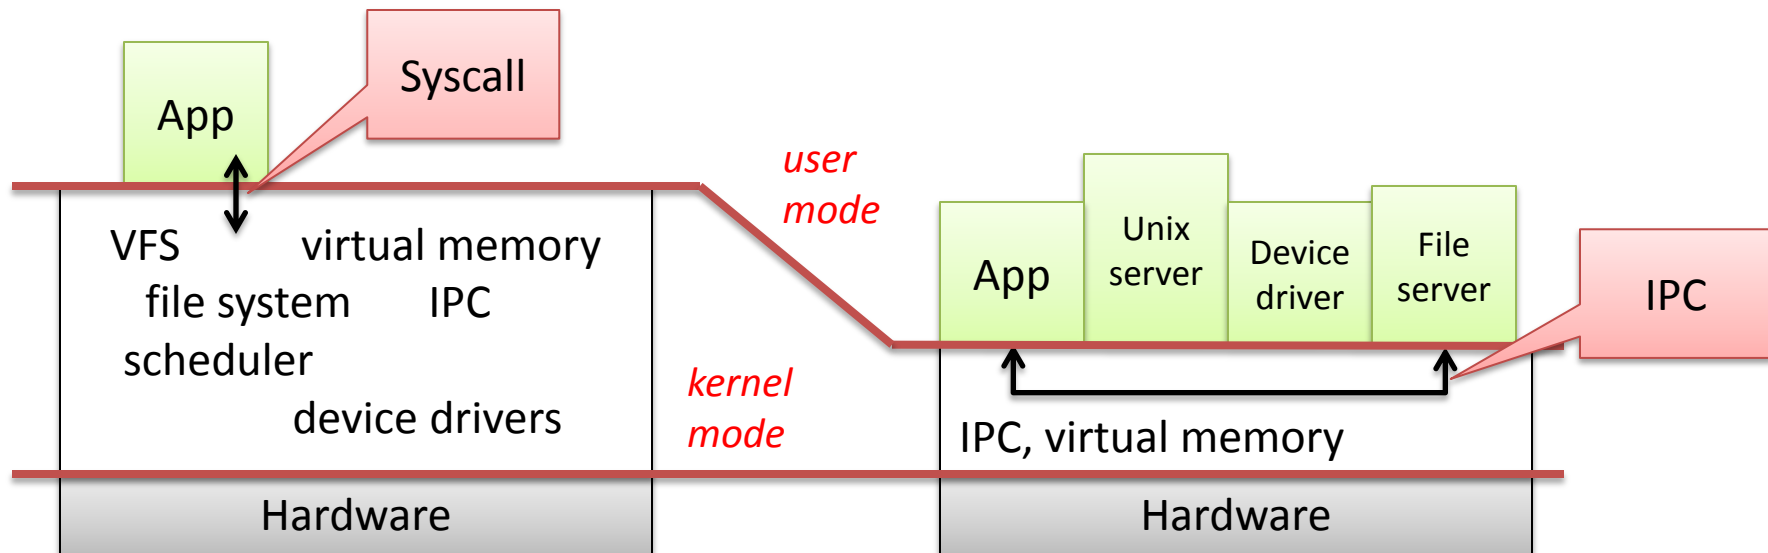 App
Syscall
VFS
virtual memory
file system
IPC
scheduler
device drivers
Hardware
user
mode
kernel
mode
App
Unix
server
Device
driver
File
server
IPC
IPC, virtual memory
Hardware